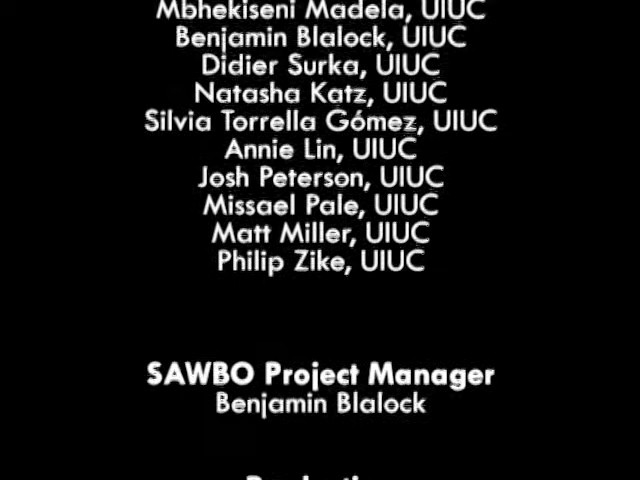 Mbhekiseni Madela, UIUC
Benjamin Blalock, UIUC
Didier Surka, UIUC
Natasha Katz, UIUC
Silvia Torrella Gómez, UIUC
Annie Lin, UIUC
Josh Peterson, UIUC
Missael Pale, UIUC
Matt Miller, UIUC
Philip Zike, UIUC
SAWBO Project Manager
Benjamin Blalock